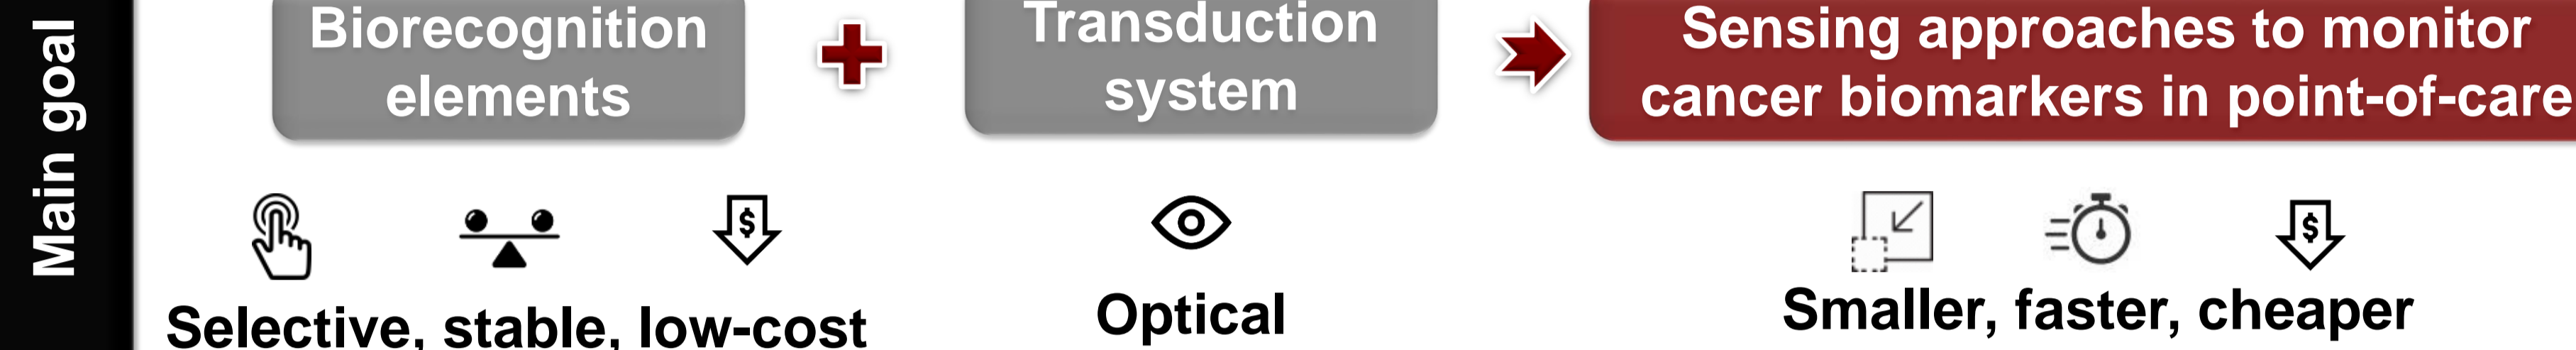 Main goal
Biorecognition
elements
Transduction
system
Sensing approaches to monitor
cancer biomarkers in point-of-care
$
$
Selective, stable, low-cost
Optical
Smaller, faster, cheaper